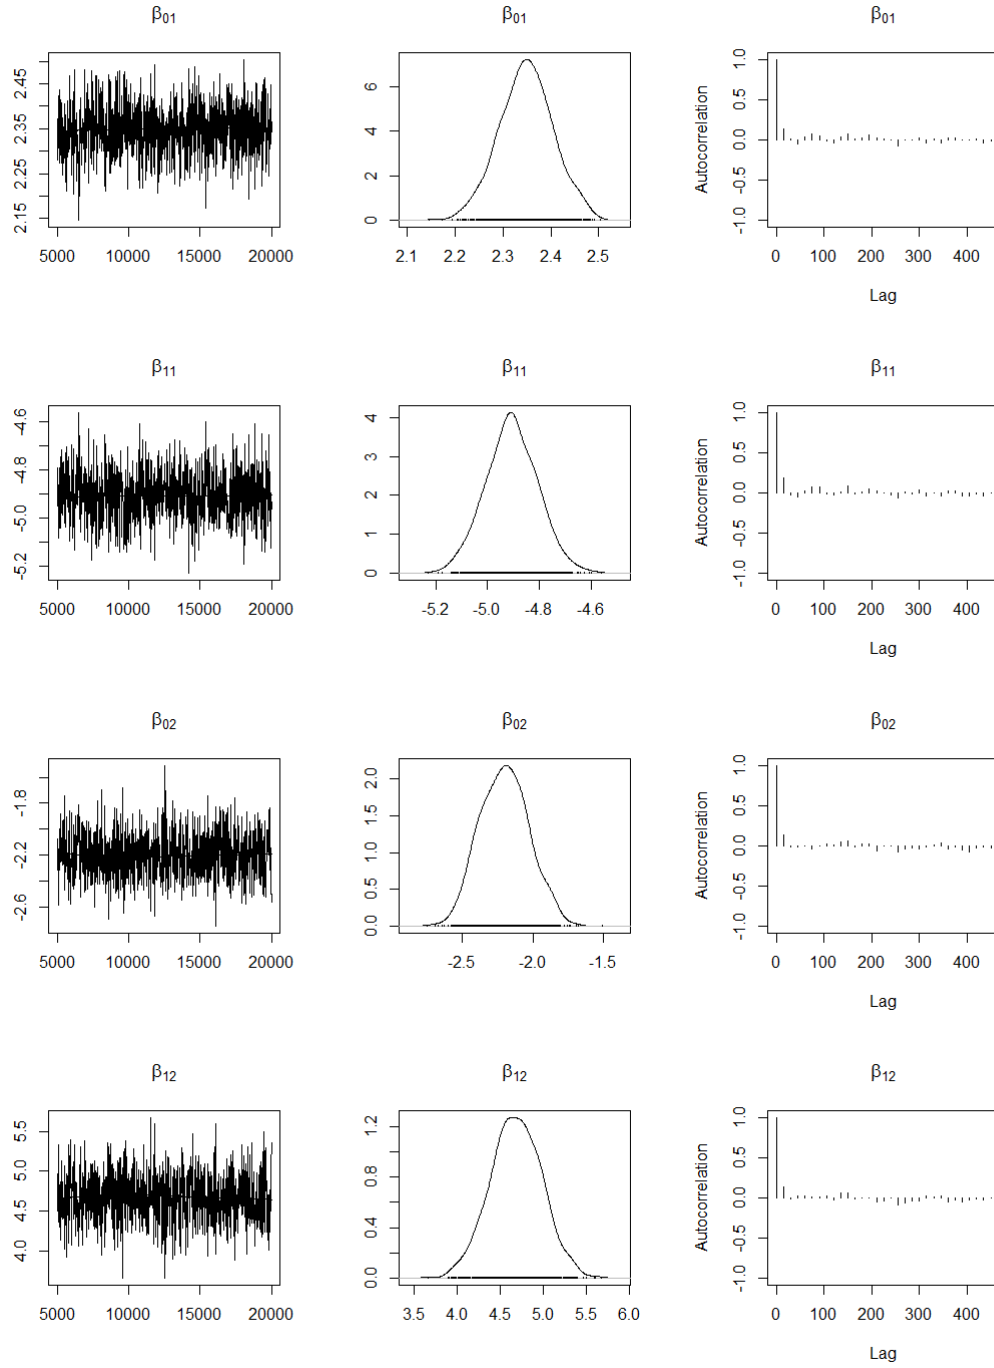 β01 β01 β01
2.15 2.25 2.35 2.45
5000 10000 15000 20000
0 2 4 6
2.1 2.2 2.3 2.4 2.5
Autocorrelation
-1.0 -0.5 0.0 0.5 1.0
0 100 200 300 400
Lag
β11 β11 β11
-5.2 -5.0 -4.8 -4.6
5000 10000 15000 20000
0 1 2 3 4
-5.2 -5.0 -4.8 -4.6
Autocorrelation
-1.0 -0.5 0.0 0.5 1.0
0 100 200 300 400
Lag
β02 β02 β02
-2.6 -2.2 -1.8
5000 10000 15000 20000
0.0 0.5 1.0 1.5 2.0
-2.5 -2.0 -1.5
Autocorrelation
-1.0 -0.5 0.0 0.5 1.0
0 100 200 300 400
Lag
β12 β12 β12
4.0 4.5 5.0 5.5
5000 10000 15000 20000
0.0 0.4 0.8 1.2
3.5 4.0 4.5 5.0 5.5 6.0
Autocorrelation
-1.0 -0.5 0.0 0.5 1.0
0 100 200 300 400
Lag